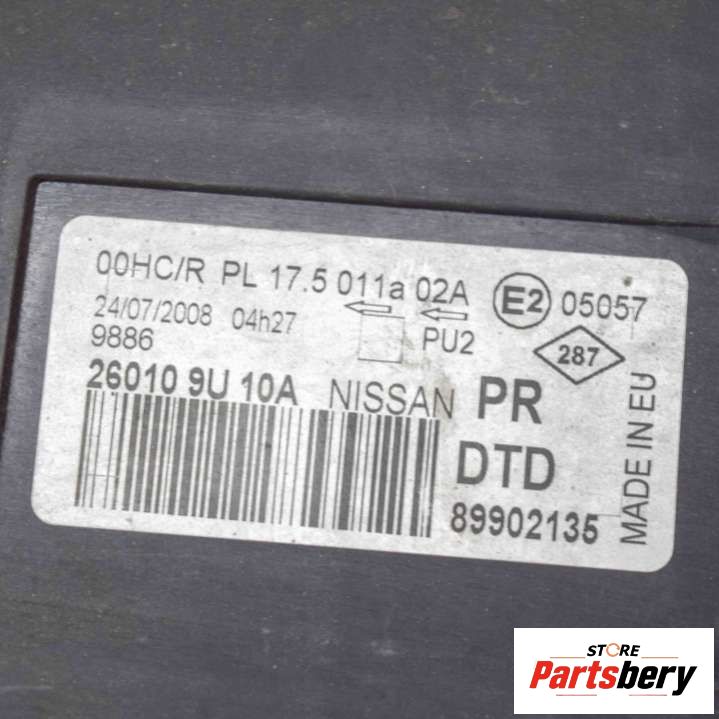 00HC/R PL 17.5 011a 02A
E2 05057
24/07/2008 04h27
PU2
9886
287
26010 9U 10A NISSAN PR
DTD
89902135
MADE IN EU
STORE
Partsbery